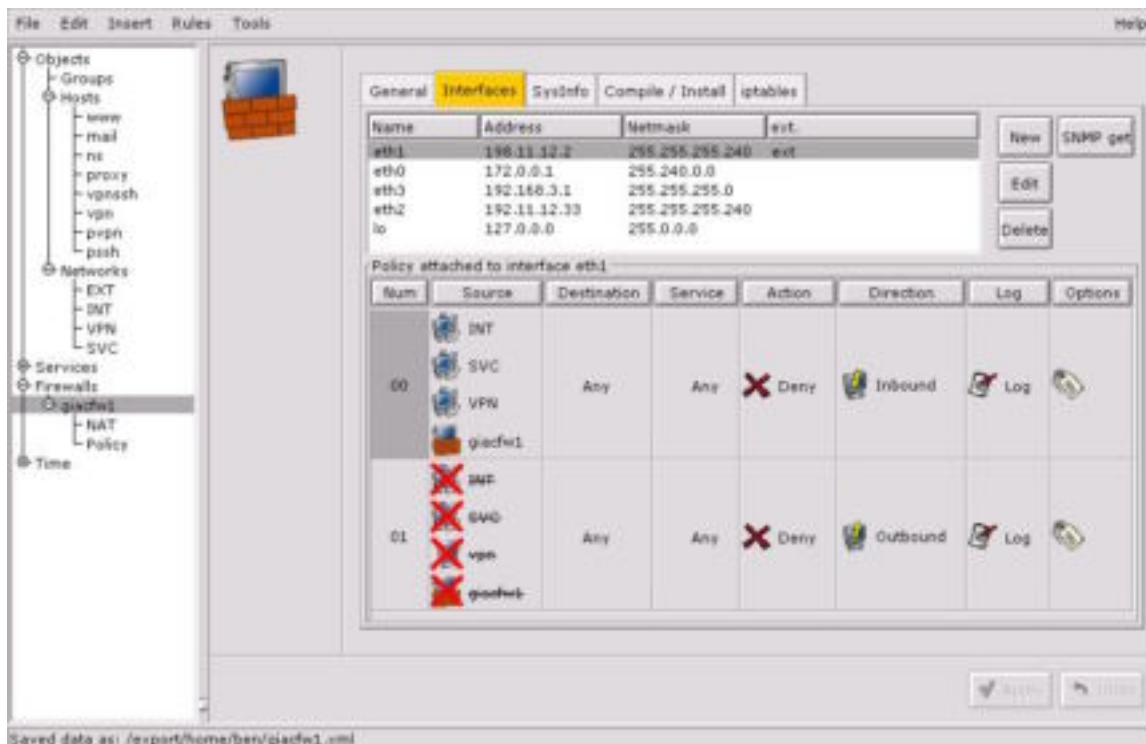 File Edit Insert Rules Tools Help
Objects
Groups
Hosts
www
mail
ns
proxy
vpnssh
vpn
pvpn
pssh
Networks
EXT
INT
VPN
SVC
Services
Firewalls
giacfw1
NAT
Policy
Time
General Interfaces SysInfo Compile / Install iptables
Name Address Netmask ext.
eth1 198.11.12.2 255.255.255.240 ext
eth0 172.0.0.1 255.240.0.0
eth3 192.168.3.1 255.255.255.0
eth2 192.11.12.33 255.255.255.240
lo 127.0.0.0 255.0.0.0
New SNMP get
Edit
Delete
Policy attached to interface eth1
Num Source Destination Service Action Direction Log Options
00 INT SVC VPN giacfw1 Any Any Deny Inbound Log
01 INT SVC vpn giacfw1 Any Any Deny Outbound Log
Apply Undo
Saved data as: /export/home/ben/giacfw1.xml